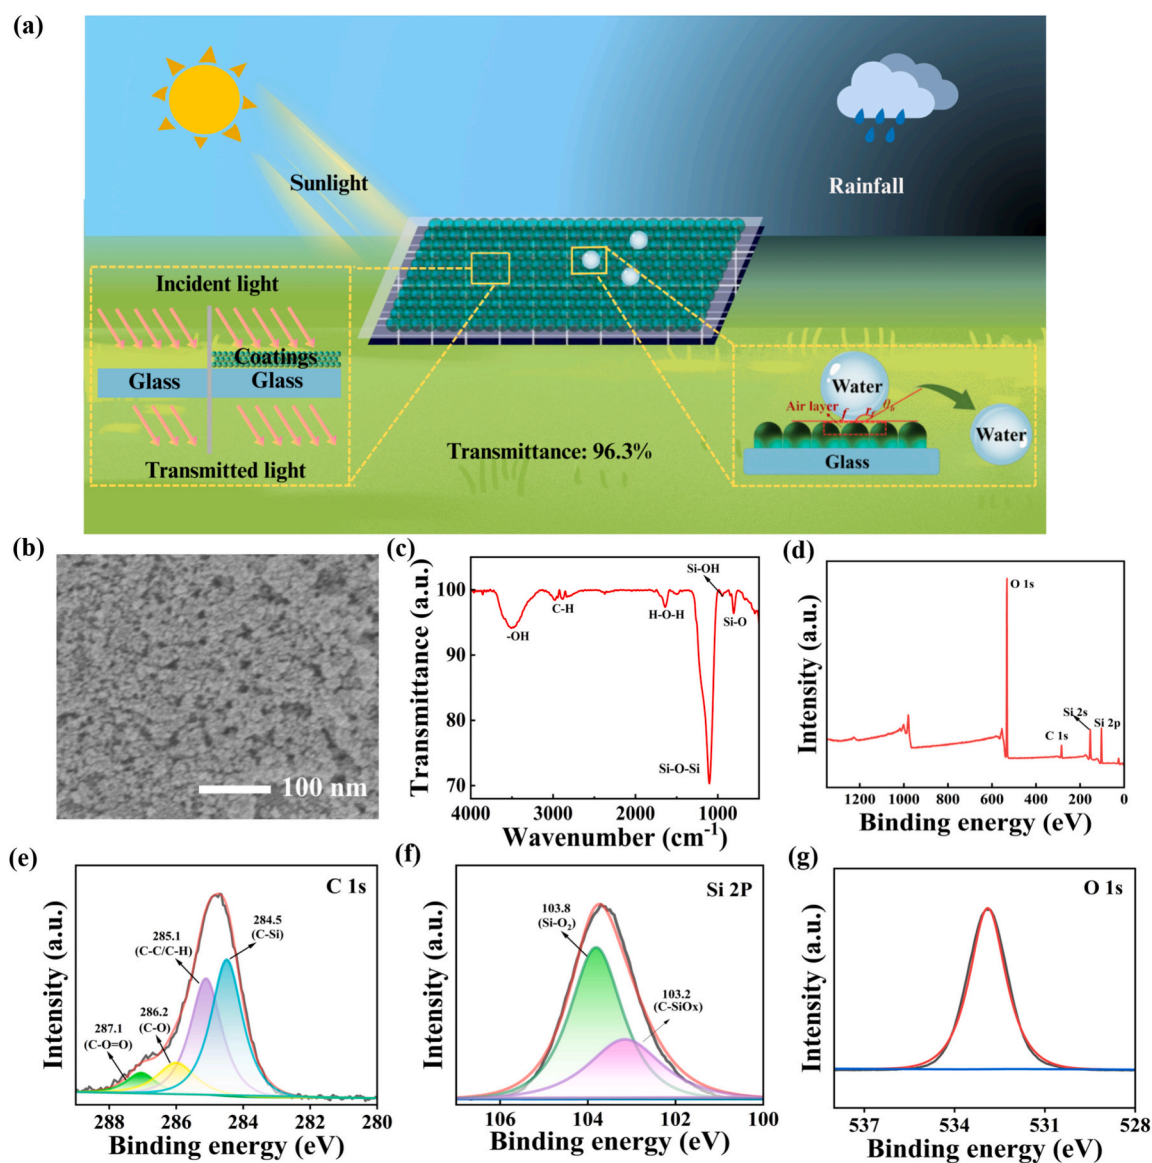 (a)
Sunlight
Rainfall
Incident light
Coatings
Glass
Glass
Transmitted light
Transmittance: 96.3%
Water
Air layer
f
Water
Glass
(b)
100 nm
(c)
Transmittance (a.u.)
100
90
80
70
-OH
C-H
H-O-H
Si-OH
Si-O
Si-O-Si
4000
3000
2000
1000
Wavenumber (cm⁻¹)
(d)
Intensity (a.u.)
O 1s
C 1s
Si 2s
Si 2p
1200
1000
800
600
400
200
0
Binding energy (eV)
(e)
Intensity (a.u.)
C 1s
284.5
(C-Si)
285.1
(C-C/C-H)
286.2
(C-O)
287.1
(C-O=O)
288
286
284
282
280
Binding energy (eV)
(f)
Intensity (a.u.)
Si 2P
103.8
(Si-O₂)
103.2
(C-SiOx)
106
104
102
100
Binding energy (eV)
(g)
Intensity (a.u.)
O 1s
537
534
531
528
Binding energy (eV)